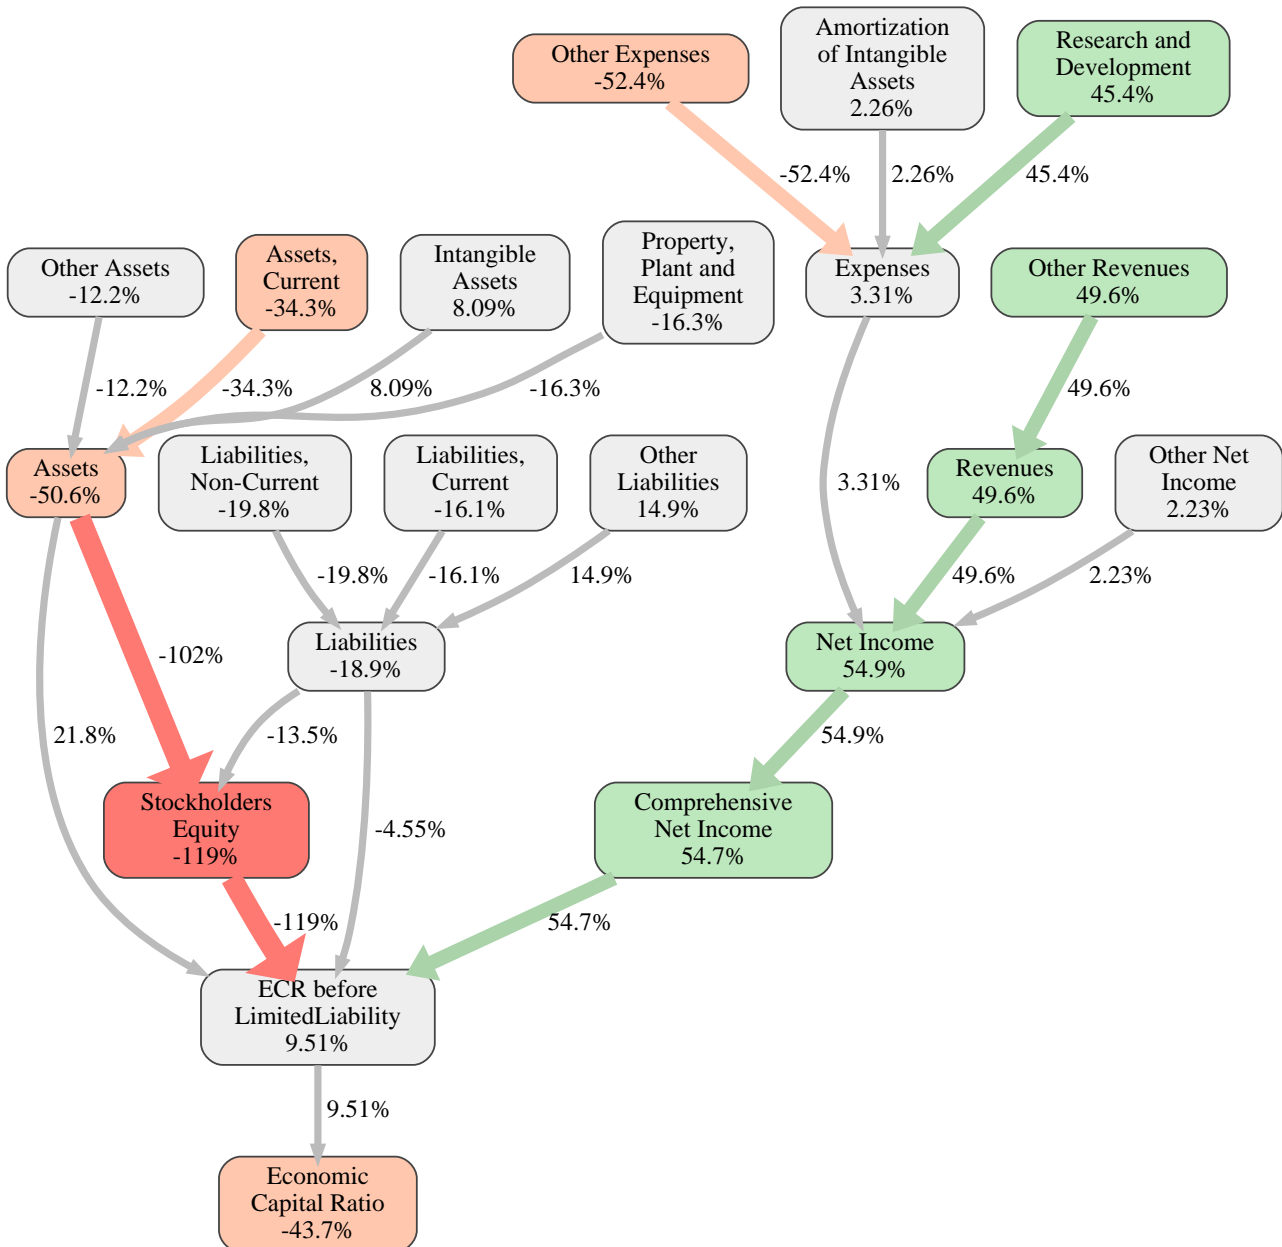 Other Expenses
-52.4%
Amortization
of Intangible
Assets
2.26%
Research and
Development
45.4%
-52.4%
2.26%
45.4%
Other Assets
-12.2%
Assets,
Current
-34.3%
Intangible
Assets
8.09%
Property,
Plant and
Equipment
-16.3%
Expenses
3.31%
Other Revenues
49.6%
-12.2%
-34.3%
8.09%
-16.3%
49.6%
Assets
-50.6%
Liabilities,
Non-Current
-19.8%
Liabilities,
Current
-16.1%
Other
Liabilities
14.9%
3.31%
Revenues
49.6%
Other Net
Income
2.23%
-19.8%
-16.1%
14.9%
49.6%
2.23%
-102%
Liabilities
-18.9%
Net Income
54.9%
21.8%
-13.5%
54.9%
Stockholders
Equity
-119%
-4.55%
Comprehensive
Net Income
54.7%
-119%
54.7%
ECR before
LimitedLiability
9.51%
9.51%
Economic
Capital Ratio
-43.7%